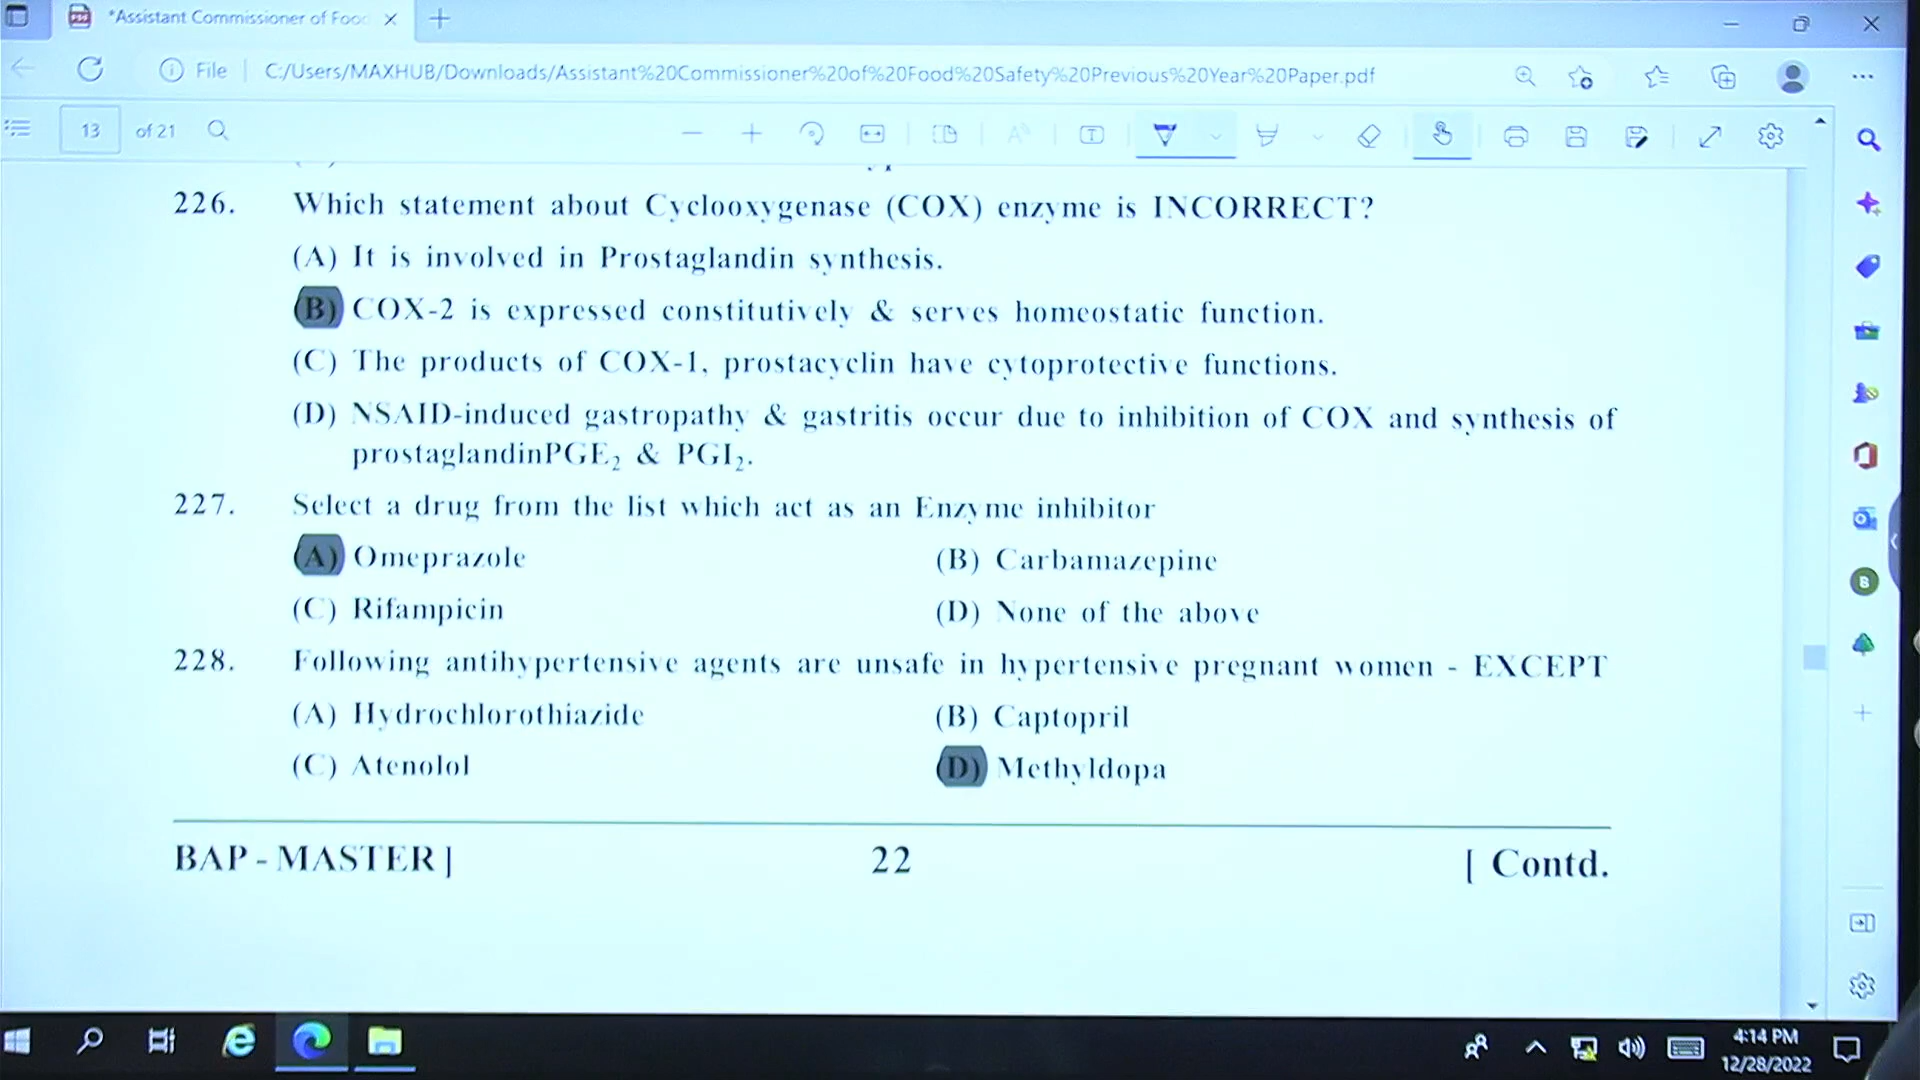 *Assistant Commissioner of Food
File
C:/Users/MAXHUB/Downloads/Assistant%20Commissioner%20of%20Food%20Safety%20Previous%20Year%20Paper.pdf
13 of 21
226. Which statement about Cyclooxygenase (COX) enzyme is INCORRECT?
(A) It is involved in Prostaglandin synthesis.
(B) COX-2 is expressed constitutively & serves homeostatic function.
(C) The products of COX-1, prostacyclin have cytoprotective functions.
(D) NSAID-induced gastropathy & gastritis occur due to inhibition of COX and synthesis of
prostaglandinPGE₂ & PGI₂.
227. Select a drug from the list which act as an Enzyme inhibitor
(A) Omeprazole (B) Carbamazepine
(C) Rifampicin (D) None of the above
228. Following antihypertensive agents are unsafe in hypertensive pregnant women - EXCEPT
(A) Hydrochlorothiazide (B) Captopril
(C) Atenolol (D) Methyldopa
BAP - MASTER ] 22 [ Contd.
4:14 PM
12/28/2022